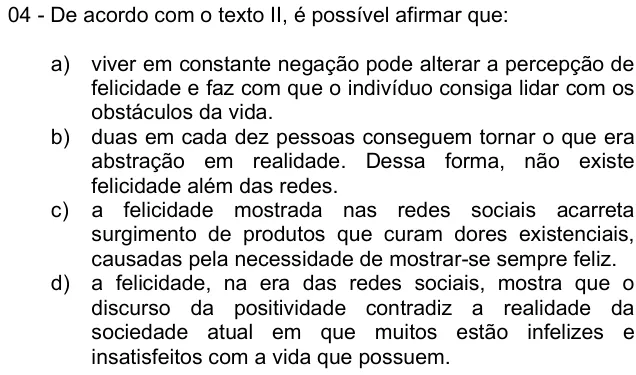 04 - De acordo com o texto II, é possível afirmar que:
a) viver em constante negação pode alterar a percepção de
felicidade e faz com que o indivíduo consiga lidar com os
obstáculos da vida.
b) duas em cada dez pessoas conseguem tornar o que era
abstração em realidade. Dessa forma, não existe
felicidade além das redes.
c) a felicidade mostrada nas redes sociais acarreta
surgimento de produtos que curam dores existenciais,
causadas pela necessidade de mostrar-se sempre feliz.
d) a felicidade, na era das redes sociais, mostra que o
discurso da positividade contradiz a realidade da
sociedade atual em que muitos estão infelizes e
insatisfeitos com a vida que possuem.